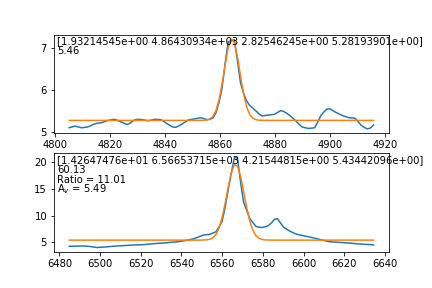 [1.93214545e+00 4.86430934e+03 2.82546245e+00 5.28193901e+00]
5.46
7
6
5
4800 4820 4840 4860 4880 4900 4920
[1.42647476e+01 6.56653715e+03 4.21544815e+00 5.43442096e+00]
60.13
Ratio = 11.01
Av = 5.49
20
15
10
5
6480 6500 6520 6540 6560 6580 6600 6620 6640